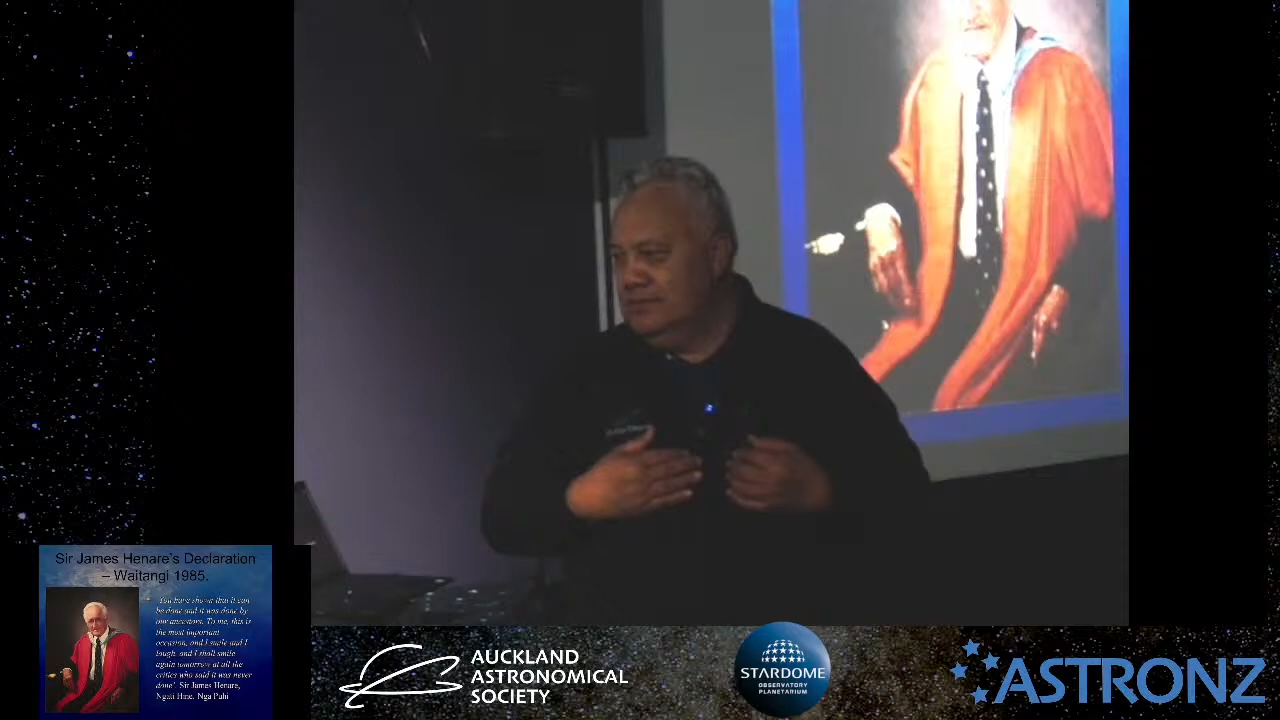 Sir James Henare's Declaration
– Waitangi 1985.
• 'You have shown that it can
be done and it was done by
our ancestors. To me, this is
the most important
occasion, and I smile and I
laugh, and I shall smile
again tomorrow at all the
critics who said it was never
done'. Sir James Henare,
Ngati Hine, Nga Puhi
AUCKLAND
ASTRONOMICAL
SOCIETY
STARDOME
OBSERVATORY
PLANETARIUM
ASTRONZ